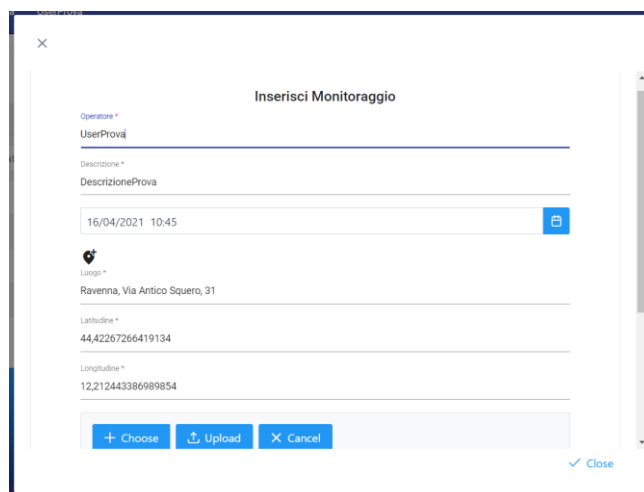 UserProva
Inserisci Monitoraggio
Operatore *
UserProva
Descrizione *
DescrizioneProva
16/04/2021 10:45
Luogo *
Ravenna, Via Antico Squero, 31
Latitudine *
44,42267266419134
Longitudine *
12,212443386989854
Choose Upload Cancel
Close